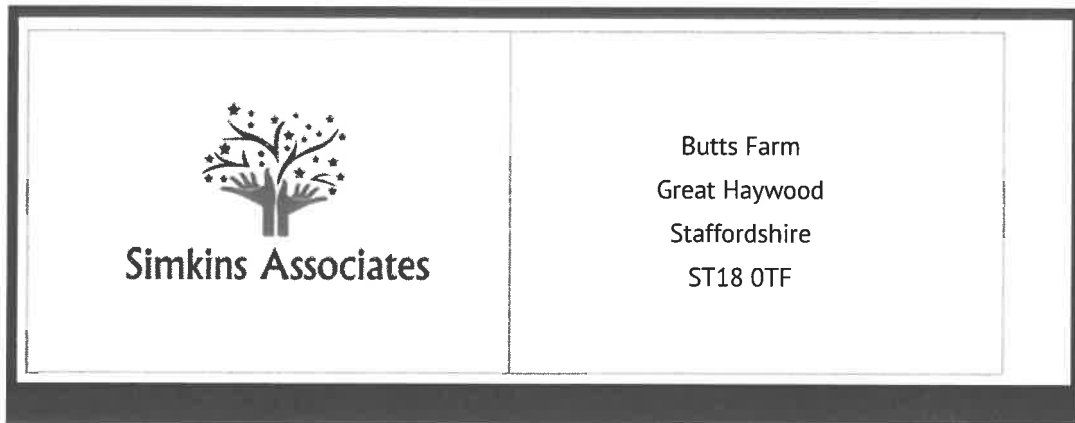 Simkins Associates
Butts Farm
Great Haywood
Staffordshire
ST18 0TF